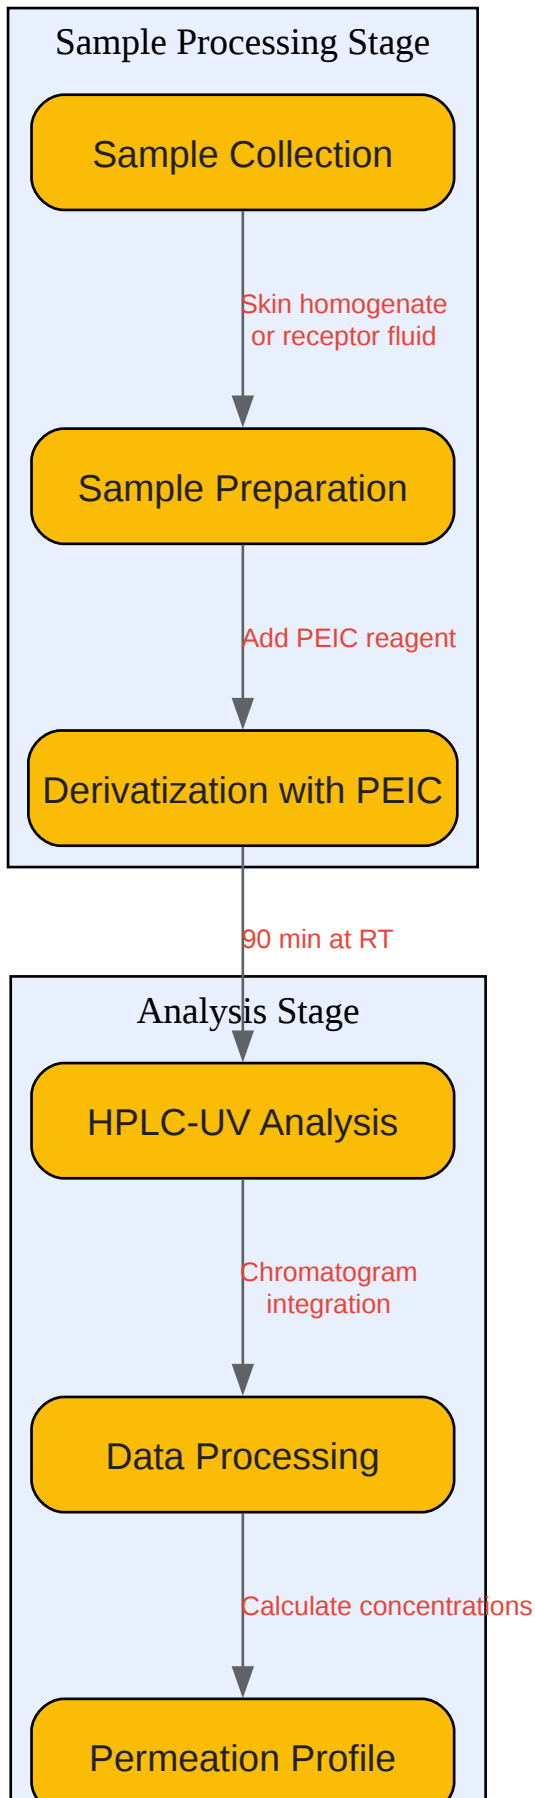 Sample Processing Stage
Sample Collection
Skin homogenate
or receptor fluid
Sample Preparation
Add PEIC reagent
Derivatization with PEIC
90 min at RT
Analysis Stage
HPLC-UV Analysis
Chromatogram
integration
Data Processing
Calculate concentrations
Permeation Profile